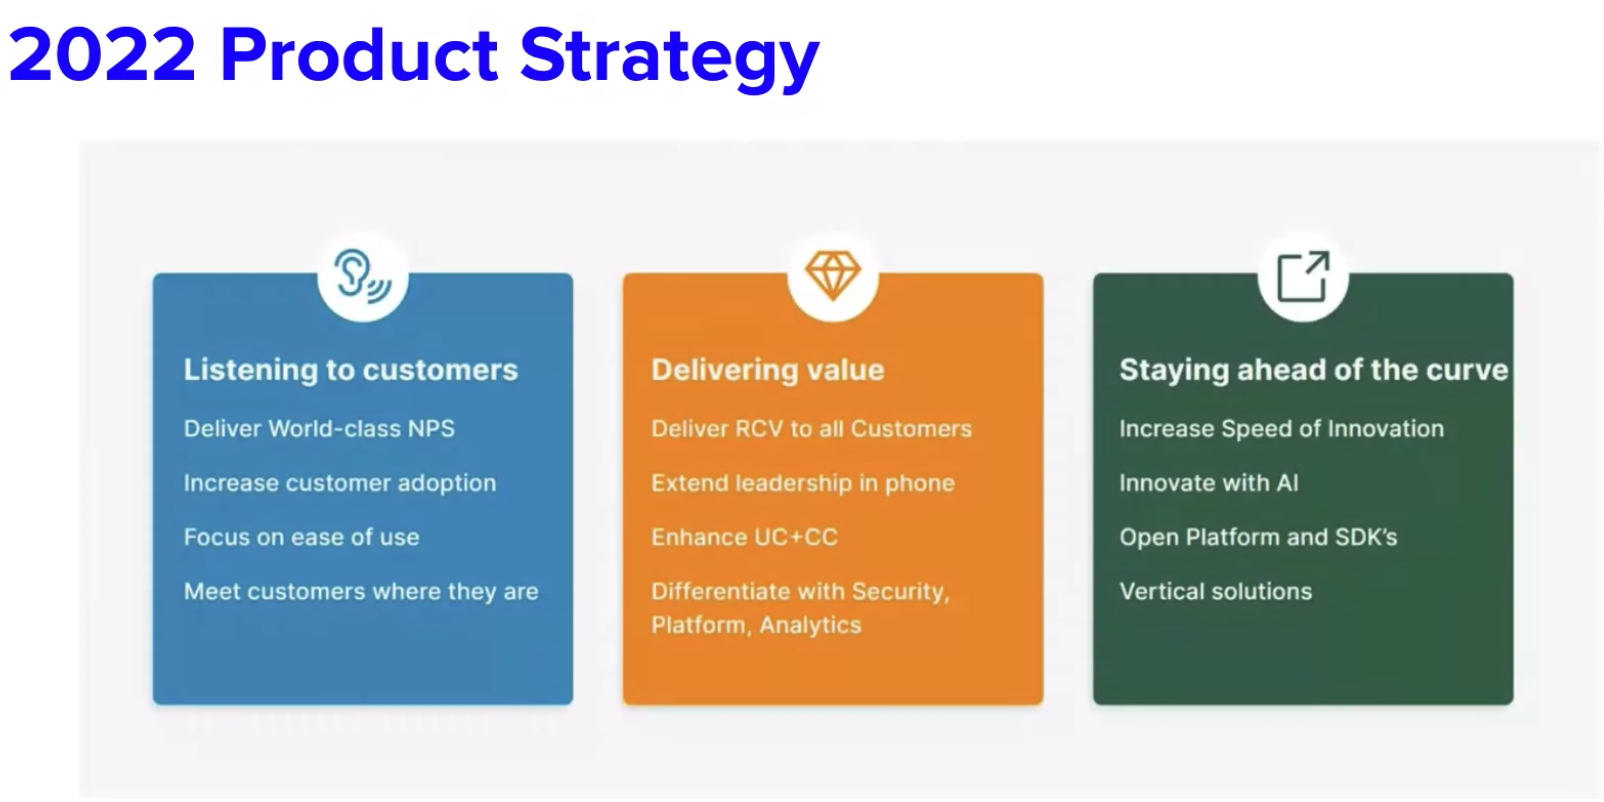 2022 Product Strategy
Listening to customers
Deliver World-class NPS
Increase customer adoption
Focus on ease of use
Meet customers where they are
Delivering value
Deliver RCV to all Customers
Extend leadership in phone
Enhance UC+CC
Differentiate with Security,
Platform, Analytics
Staying ahead of the curve
Increase Speed of Innovation
Innovate with AI
Open Platform and SDK’s
Vertical solutions